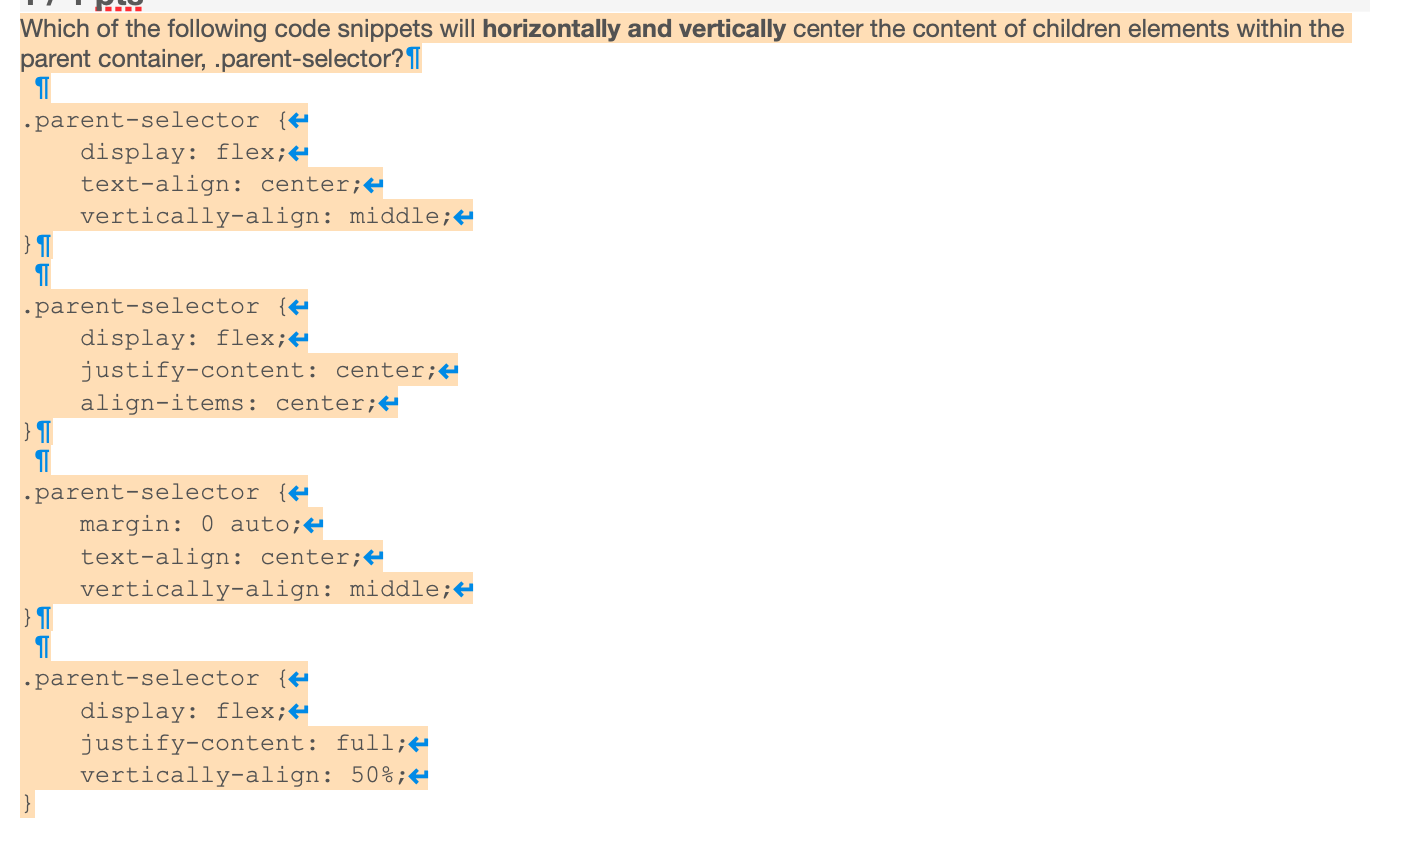 Which of the following code snippets will horizontally and vertically center the content of children elements within the
parent container, .parent-selector?¶
¶
.parent-selector {↵
    display: flex;↵
    text-align: center;↵
    vertically-align: middle;↵
}¶
¶
.parent-selector {↵
    display: flex;↵
    justify-content: center;↵
    align-items: center;↵
}¶
¶
.parent-selector {↵
    margin: 0 auto;↵
    text-align: center;↵
    vertically-align: middle;↵
}¶
¶
.parent-selector {↵
    display: flex;↵
    justify-content: full;↵
    vertically-align: 50%;↵
}